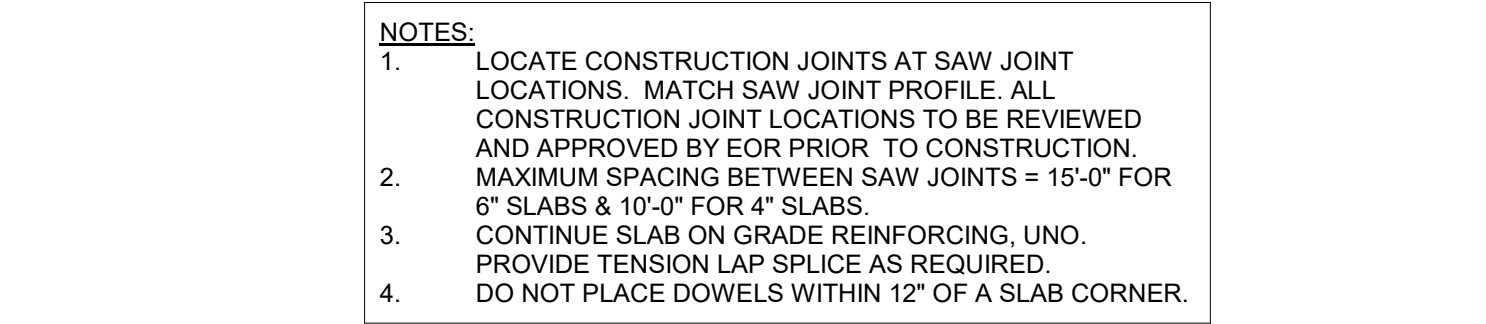 NOTES:
1. LOCATE CONSTRUCTION JOINTS AT SAW JOINT
LOCATIONS.  MATCH SAW JOINT PROFILE. ALL
CONSTRUCTION JOINT LOCATIONS TO BE REVIEWED
AND APPROVED BY EOR PRIOR  TO CONSTRUCTION.
2. MAXIMUM SPACING BETWEEN SAW JOINTS = 15'-0" FOR
6" SLABS & 10'-0" FOR 4" SLABS.
3. CONTINUE SLAB ON GRADE REINFORCING, UNO.
PROVIDE TENSION LAP SPLICE AS REQUIRED.
4. DO NOT PLACE DOWELS WITHIN 12" OF A SLAB CORNER.